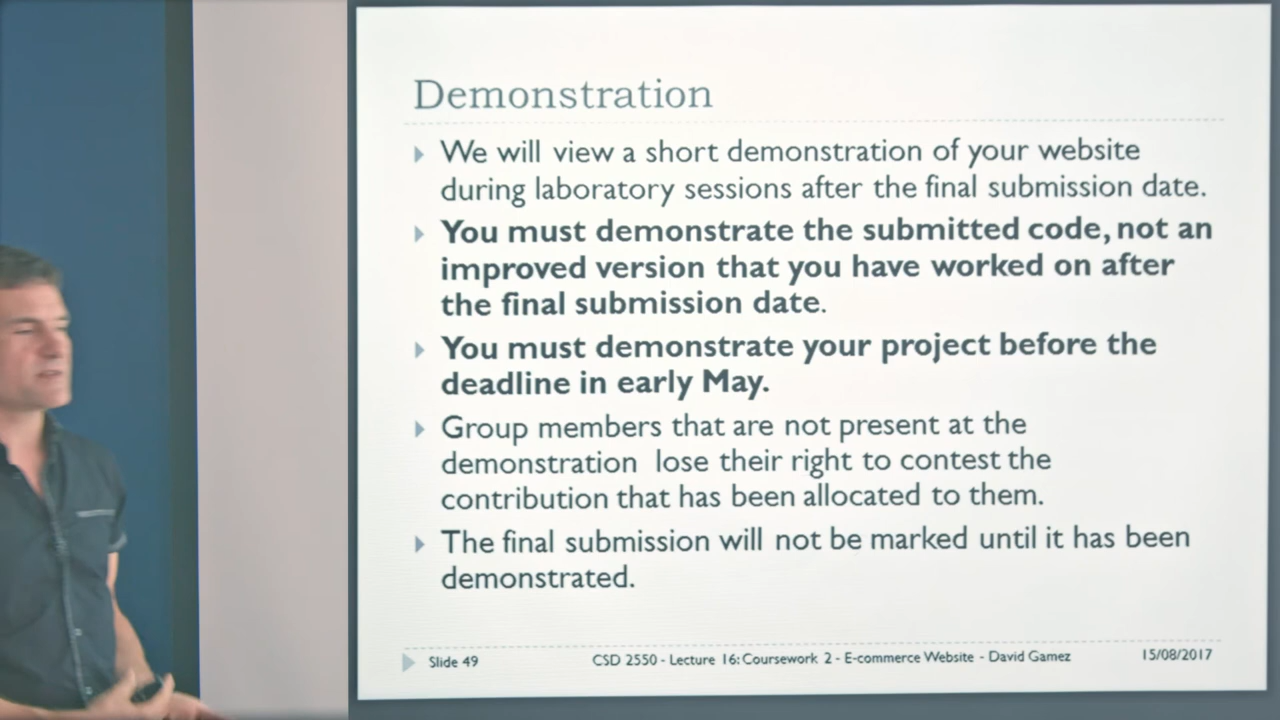 Demonstration
We will view a short demonstration of your website
during laboratory sessions after the final submission date.
You must demonstrate the submitted code, not an
improved version that you have worked on after
the final submission date.
You must demonstrate your project before the
deadline in early May.
Group members that are not present at the
demonstration lose their right to contest the
contribution that has been allocated to them.
The final submission will not be marked until it has been
demonstrated.
Slide 49 CSD 2550 - Lecture 16: Coursework 2 - E-commerce Website - David Gamez 15/08/2017